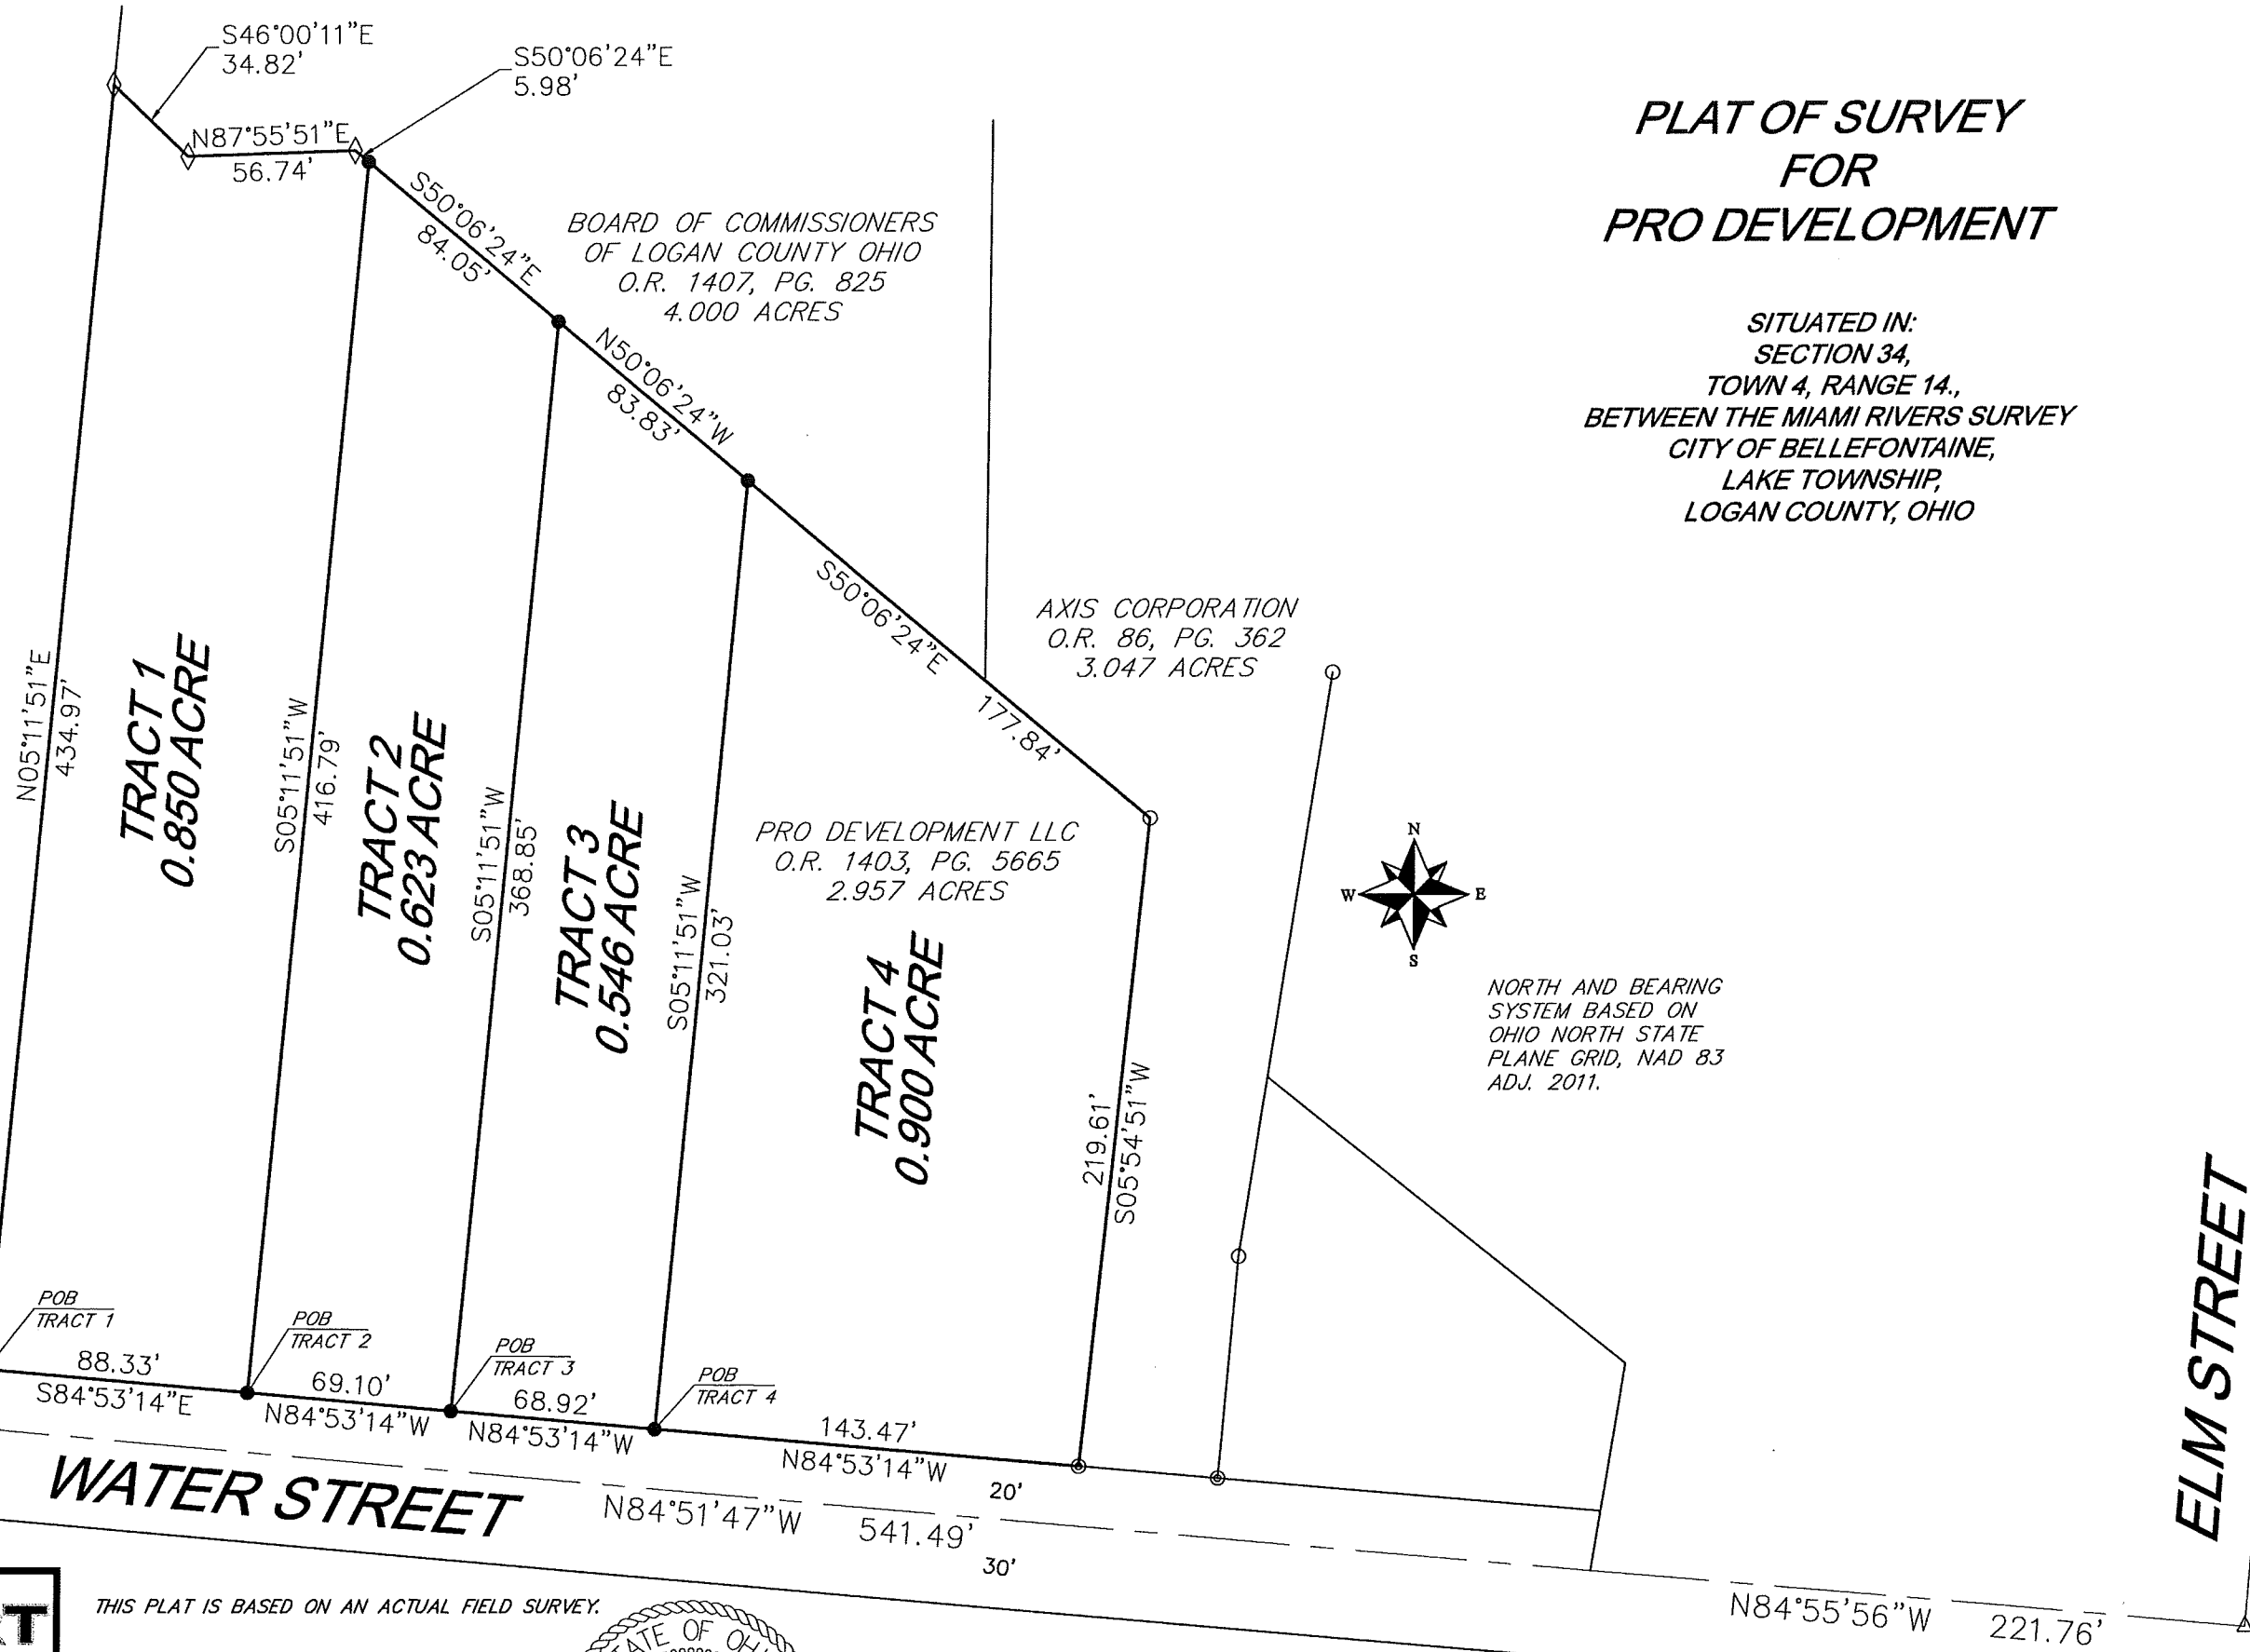 S46°00'11"E
34.82'
S50°06'24"E
5.98'
N87°55'51"E
56.74'
S50°06'24"E
84.05'
BOARD OF COMMISSIONERS
OF LOGAN COUNTY OHIO
O.R. 1407, PG. 825
4.000 ACRES
N50°06'24"W
83.83'
S50°06'24"E
177.84'
AXIS CORPORATION
O.R. 86, PG. 362
3.047 ACRES
PLAT OF SURVEY
FOR
PRO DEVELOPMENT
SITUATED IN:
SECTION 34,
TOWN 4, RANGE 14.,
BETWEEN THE MIAMI RIVERS SURVEY
CITY OF BELLEFONTAINE,
LAKE TOWNSHIP,
LOGAN COUNTY, OHIO
N05°11'51"E
434.97'
TRACT 1
0.850 ACRE
S05°11'51"W
416.79'
TRACT 2
0.623 ACRE
S05°11'51"W
368.85'
TRACT 3
0.546 ACRE
S05°11'51"W
321.03'
PRO DEVELOPMENT LLC
O.R. 1403, PG. 5665
2.957 ACRES
TRACT 4
0.900 ACRE
219.61'
S05°54'51"W
N
W
E
S
NORTH AND BEARING
SYSTEM BASED ON
OHIO NORTH STATE
PLANE GRID, NAD 83
ADJ. 2011.
ELM STREET
POB
TRACT 1
POB
TRACT 2
POB
TRACT 3
POB
TRACT 4
88.33'
S84°53'14"E
69.10'
N84°53'14"W
68.92'
N84°53'14"W
143.47'
N84°53'14"W
20'
WATER STREET
N84°51'47"W 541.49'
30'
N84°55'56"W 221.76'
THIS PLAT IS BASED ON AN ACTUAL FIELD SURVEY.